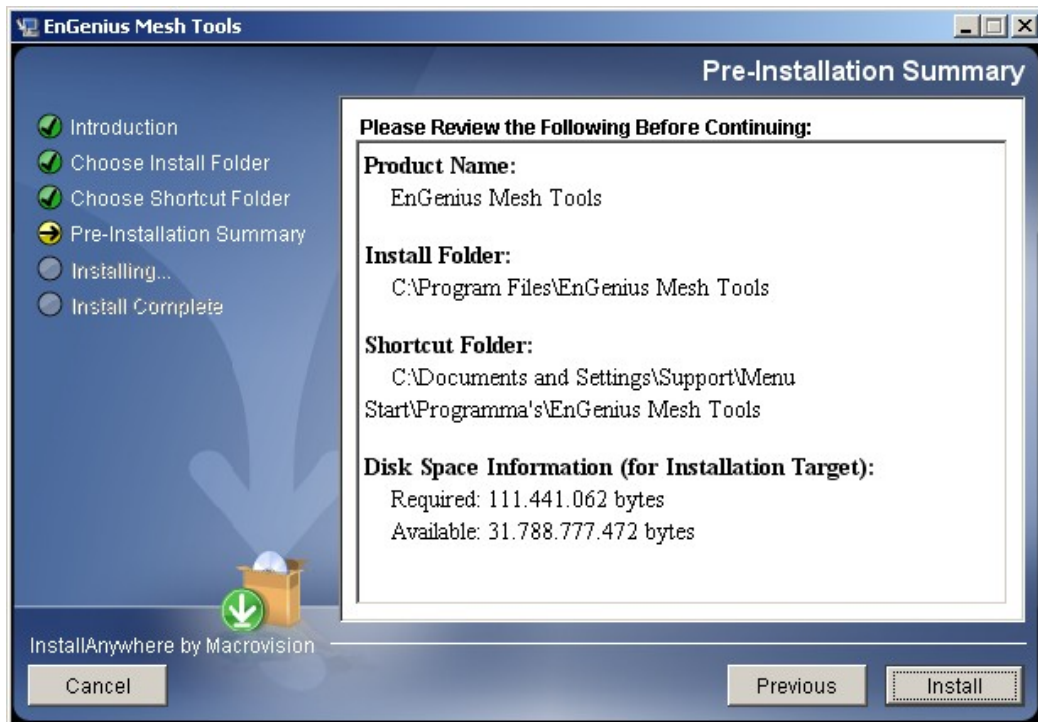 EnGenius Mesh Tools
Pre-Installation Summary
Introduction
Choose Install Folder
Choose Shortcut Folder
Pre-Installation Summary
Installing...
Install Complete
Please Review the Following Before Continuing:
Product Name:
EnGenius Mesh Tools
Install Folder:
C:\Program Files\EnGenius Mesh Tools
Shortcut Folder:
C:\Documents and Settings\Support\Menu
Start\Programma's\EnGenius Mesh Tools
Disk Space Information (for Installation Target):
Required: 111.441.062 bytes
Available: 31.788.777.472 bytes
InstallAnywhere by Macrovision
Cancel
Previous
Install